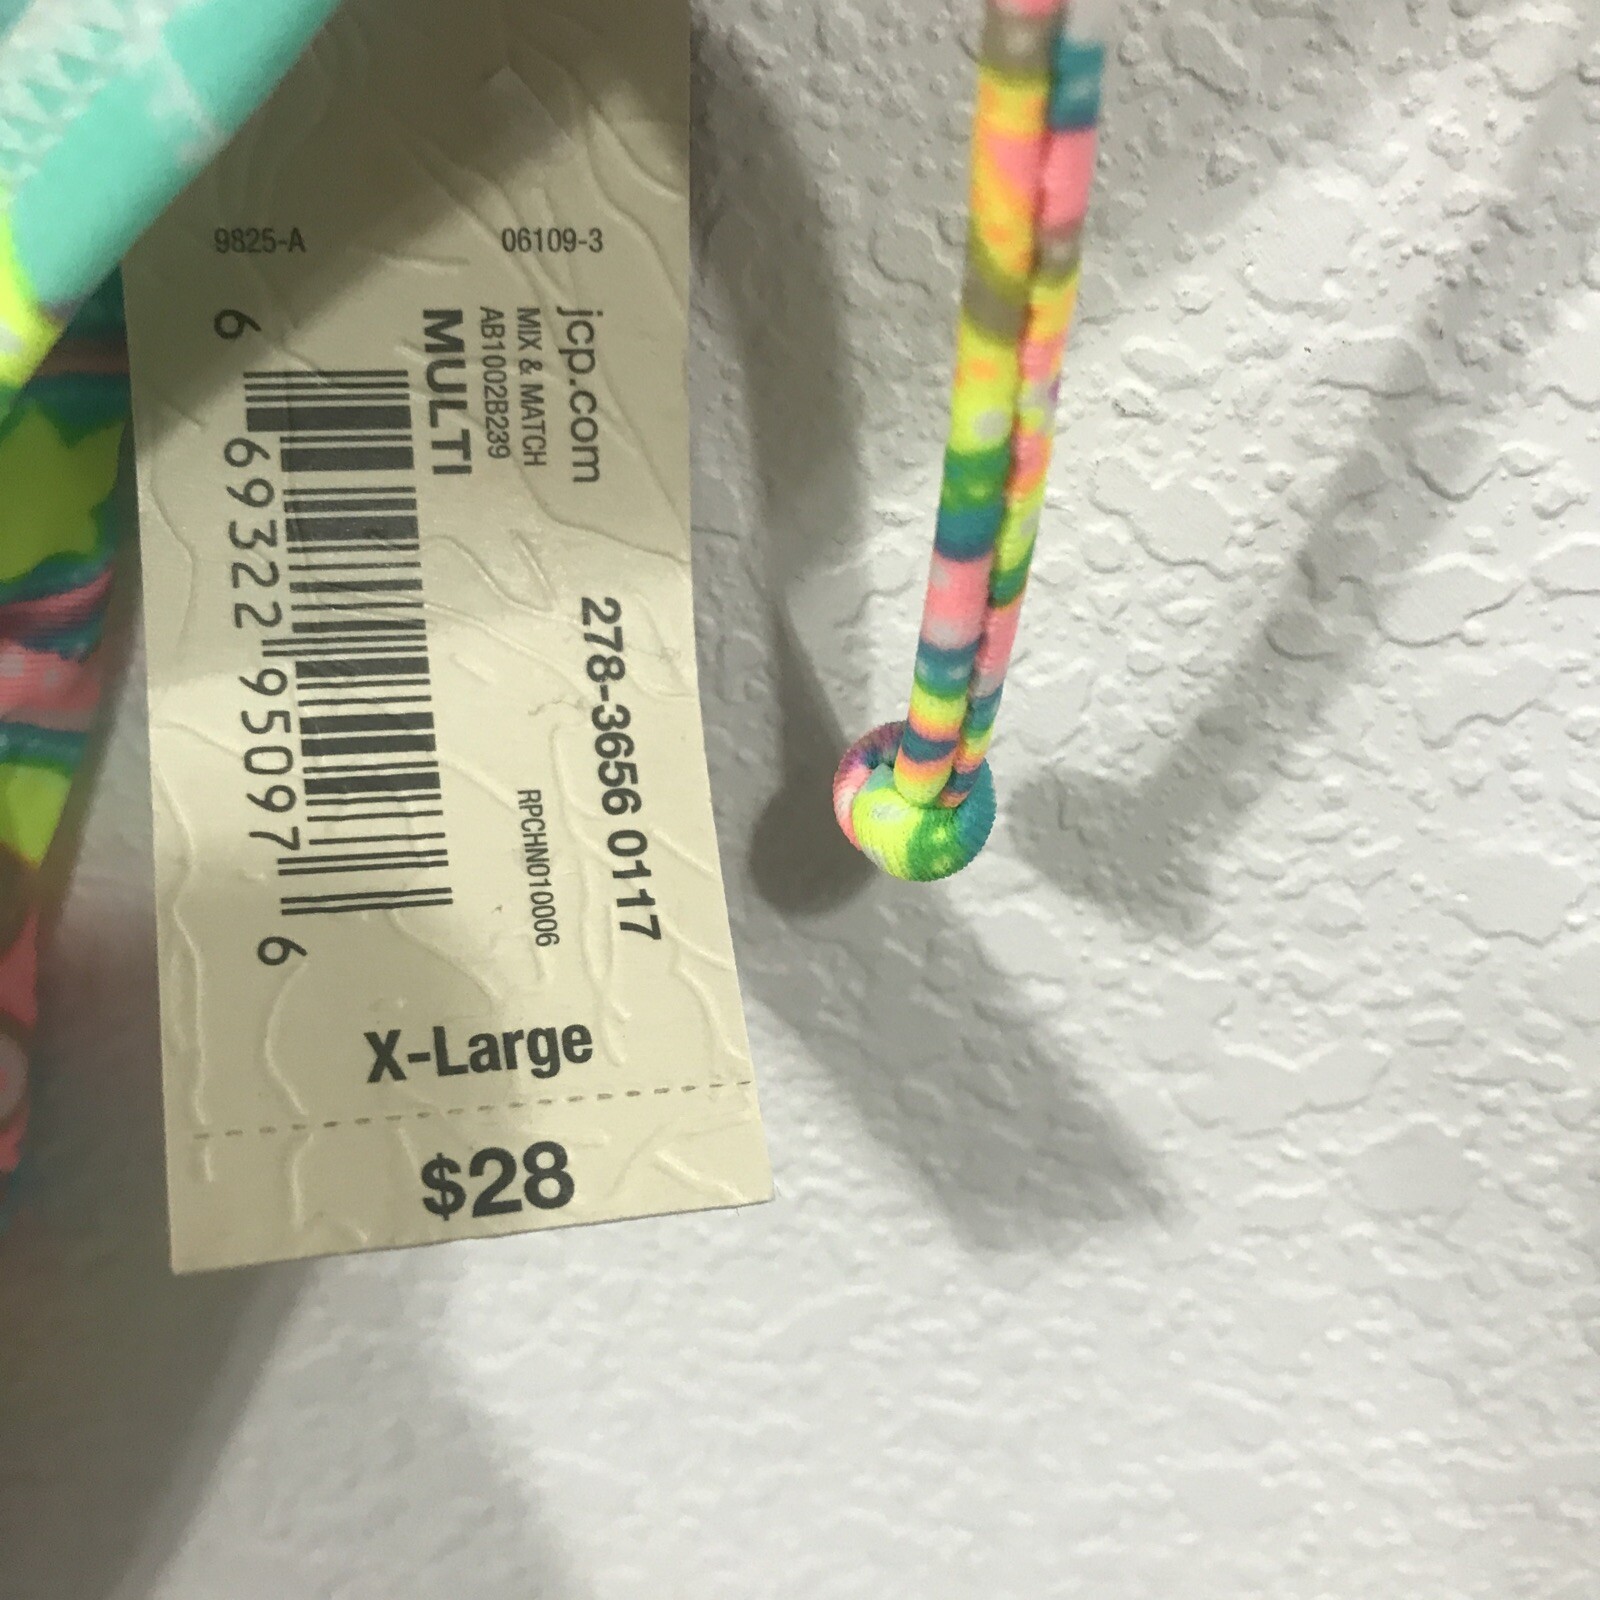 9825-A 06109-3
jcp.com
MIX & MATCH
AB1002B239
MULTI
278-3656 0117
RPCHN010006
6 69322 95097 6
X-Large
$28